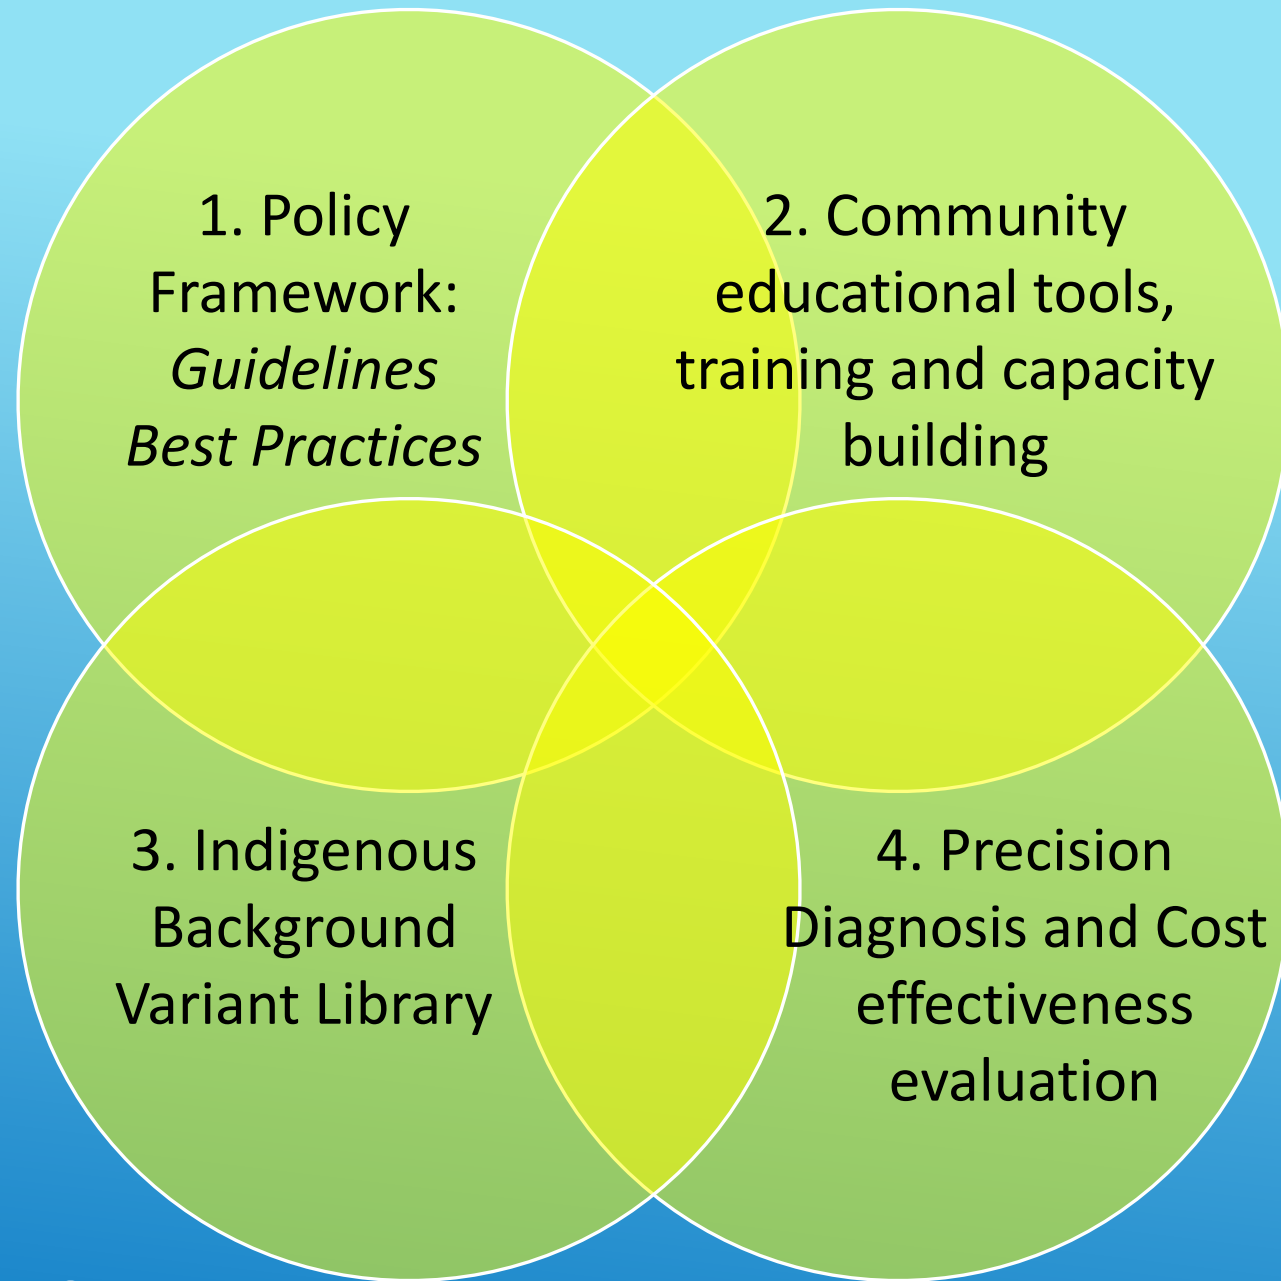 1. Policy
Framework:
Guidelines
Best Practices
2. Community
educational tools,
training and capacity
building
3. Indigenous
Background
Variant Library
4. Precision
Diagnosis and Cost
effectiveness
evaluation